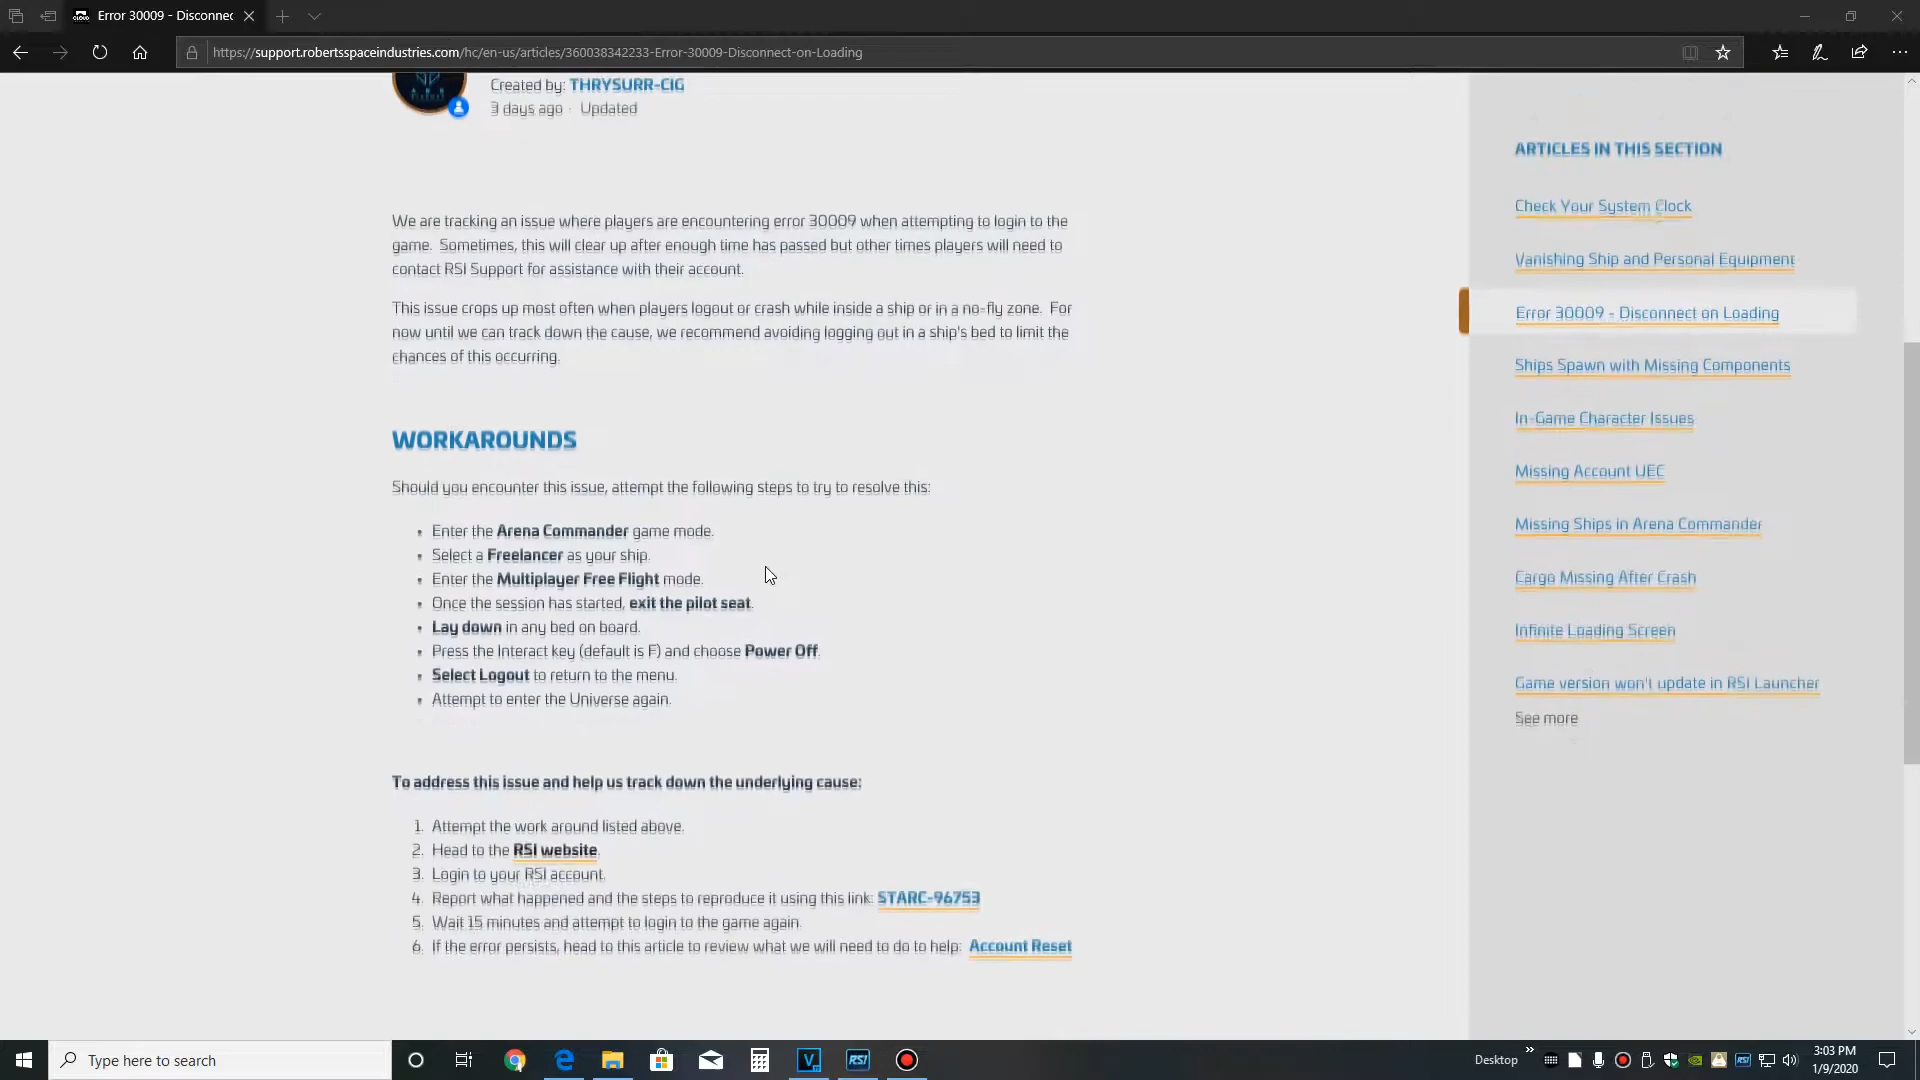 Error 30009 - Disconnec
https://support.robertsspaceindustries.com/hc/en-us/articles/360038342233-Error-30009-Disconnect-on-Loading
Created by: THRYSURR-CIG
3 days ago · Updated
We are tracking an issue where players are encountering error 30009 when attempting to login to the
game. Sometimes, this will clear up after enough time has passed but other times players will need to
contact RSI Support for assistance with their account.
This issue crops up most often when players logout or crash while inside a ship or in a no-fly zone. For
now until we can track down the cause, we recommend avoiding logging out in a ship's bed to limit the
chances of this occurring.
WORKAROUNDS
Should you encounter this issue, attempt the following steps to try to resolve this:
• Enter the Arena Commander game mode.
• Select a Freelancer as your ship.
• Enter the Multiplayer Free Flight mode.
• Once the session has started, exit the pilot seat.
• Lay down in any bed on board.
• Press the Interact key (default is F) and choose Power Off.
• Select Logout to return to the menu.
• Attempt to enter the Universe again.
To address this issue and help us track down the underlying cause:
1. Attempt the work around listed above.
2. Head to the RSI website.
3. Login to your RSI account.
4. Report what happened and the steps to reproduce it using this link: STARC-96753
5. Wait 15 minutes and attempt to login to the game again.
6. If the error persists, head to this article to review what we will need to do to help: Account Reset
ARTICLES IN THIS SECTION
Check Your System Clock
Vanishing Ship and Personal Equipment
Error 30009 - Disconnect on Loading
Ships Spawn with Missing Components
In-Game Character Issues
Missing Account UEC
Missing Ships in Arena Commander
Cargo Missing After Crash
Infinite Loading Screen
Game version won't update in RSI Launcher
See more
Type here to search
V
RSI
Desktop
RSI
3:03 PM
1/9/2020